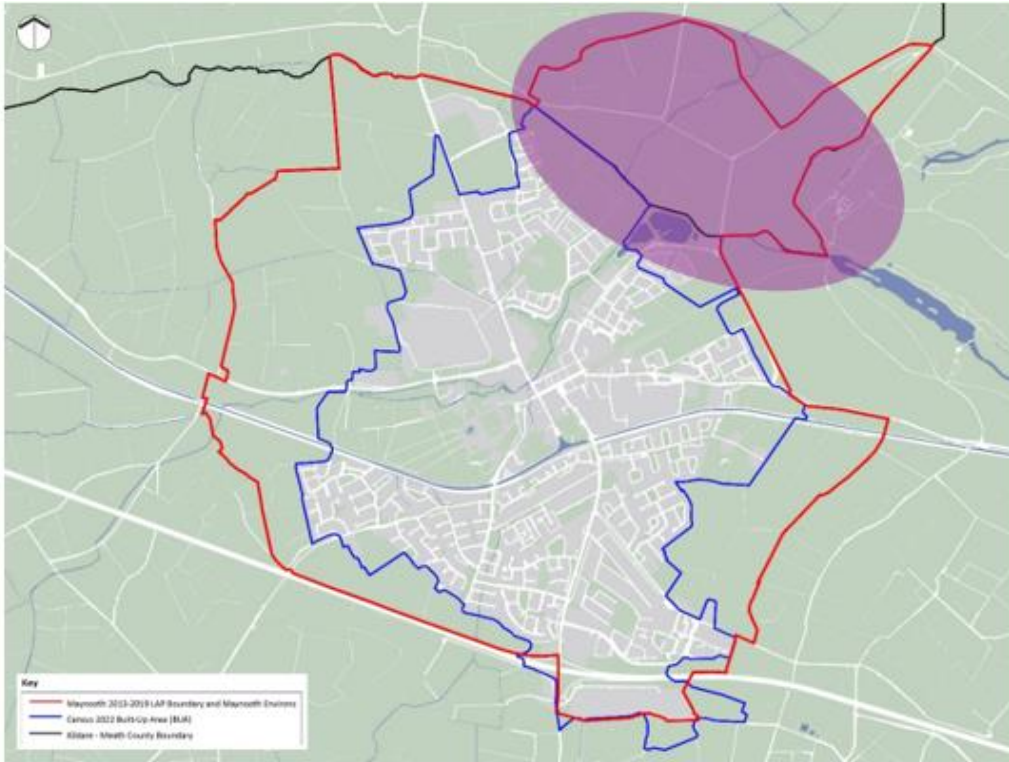 Key
Maynooth 2013-2019 LAP Boundary and Maynooth Environs
Census 2022 Built-Up Area (BUA)
Kildare - Meath County Boundary